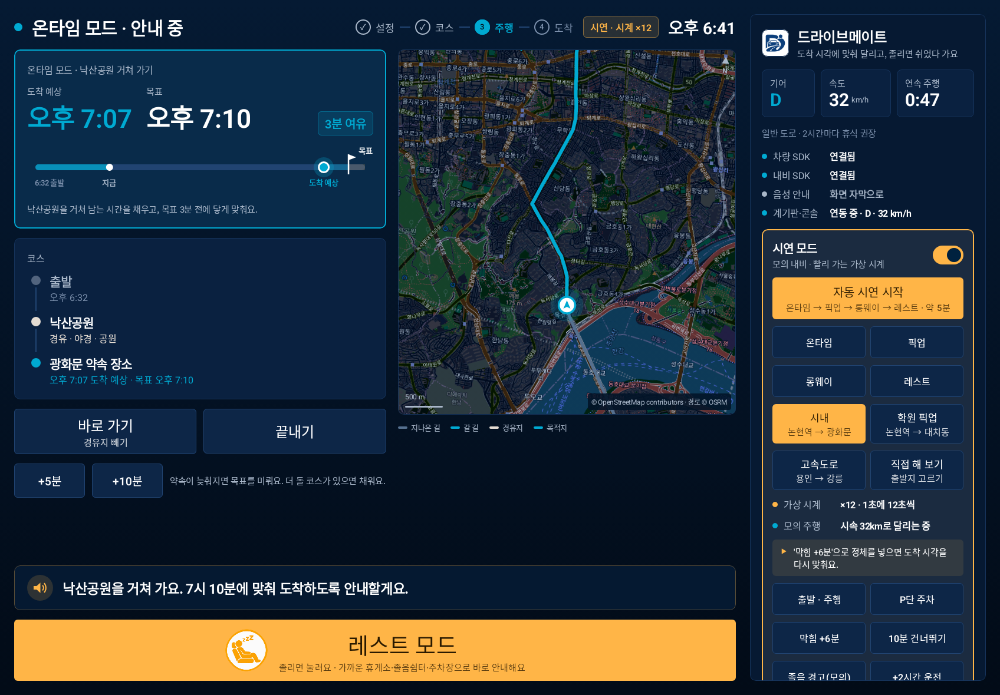 온타임 모드 · 안내 중
설정
코스
3 주행
4 도착
시연 · 시계 ×12
오후 6:41
온타임 모드 · 낙산공원 거쳐 가기
도착 예상
목표
오후 7:07
오후 7:10
3분 여유
목표
6:32 출발
지금
도착 예상
낙산공원을 거쳐 남는 시간을 채우고, 목표 3분 전에 닿게 맞춰요.
코스
출발
오후 6:32
낙산공원
경유 · 야경 · 공원
광화문 약속 장소
오후 7:07 도착 예상 · 목표 오후 7:10
바로 가기
경유지 빼기
끝내기
+5분
+10분
약속이 늦춰지면 목표를 미뤄요. 더 돌 코스가 있으면 채워요.
N
500 m
© OpenStreetMap contributors · 경로 © OSRM
지나온 길
갈 길
경유지
목적지
낙산공원을 거쳐 가요. 7시 10분에 맞춰 도착하도록 안내할게요.
레스트 모드
졸리면 눌러요 · 가까운 휴게소·졸음쉼터·주차장으로 바로 안내해요
드라이브메이트
도착 시각에 맞춰 달리고, 졸리면 쉬었다 가요
기어
D
속도
32 km/h
연속 주행
0:47
일반 도로 · 2시간마다 휴식 권장
차량 SDK 연결됨
내비 SDK 연결됨
음성 안내 화면 자막으로
계기판·콘솔 연동 중 · D · 32 km/h
시연 모드
모의 내비 · 빨리 가는 가상 시계
자동 시연 시작
온타임 → 픽업 → 롱웨이 → 레스트 · 약 5분
온타임
픽업
롱웨이
레스트
시내
논현역 → 광화문
학원 픽업
논현역 → 대치동
고속도로
용인 → 강릉
직접 해 보기
출발지 고르기
가상 시계 ×12 · 1초에 12초씩
모의 주행 시속 32km로 달리는 중
'막힘 +6분'으로 정체를 넣으면 도착 시각을
다시 맞춰요.
출발 · 주행
P단 주차
막힘 +6분
10분 건너뛰기
졸음 경고(모의)
+2시간 운전